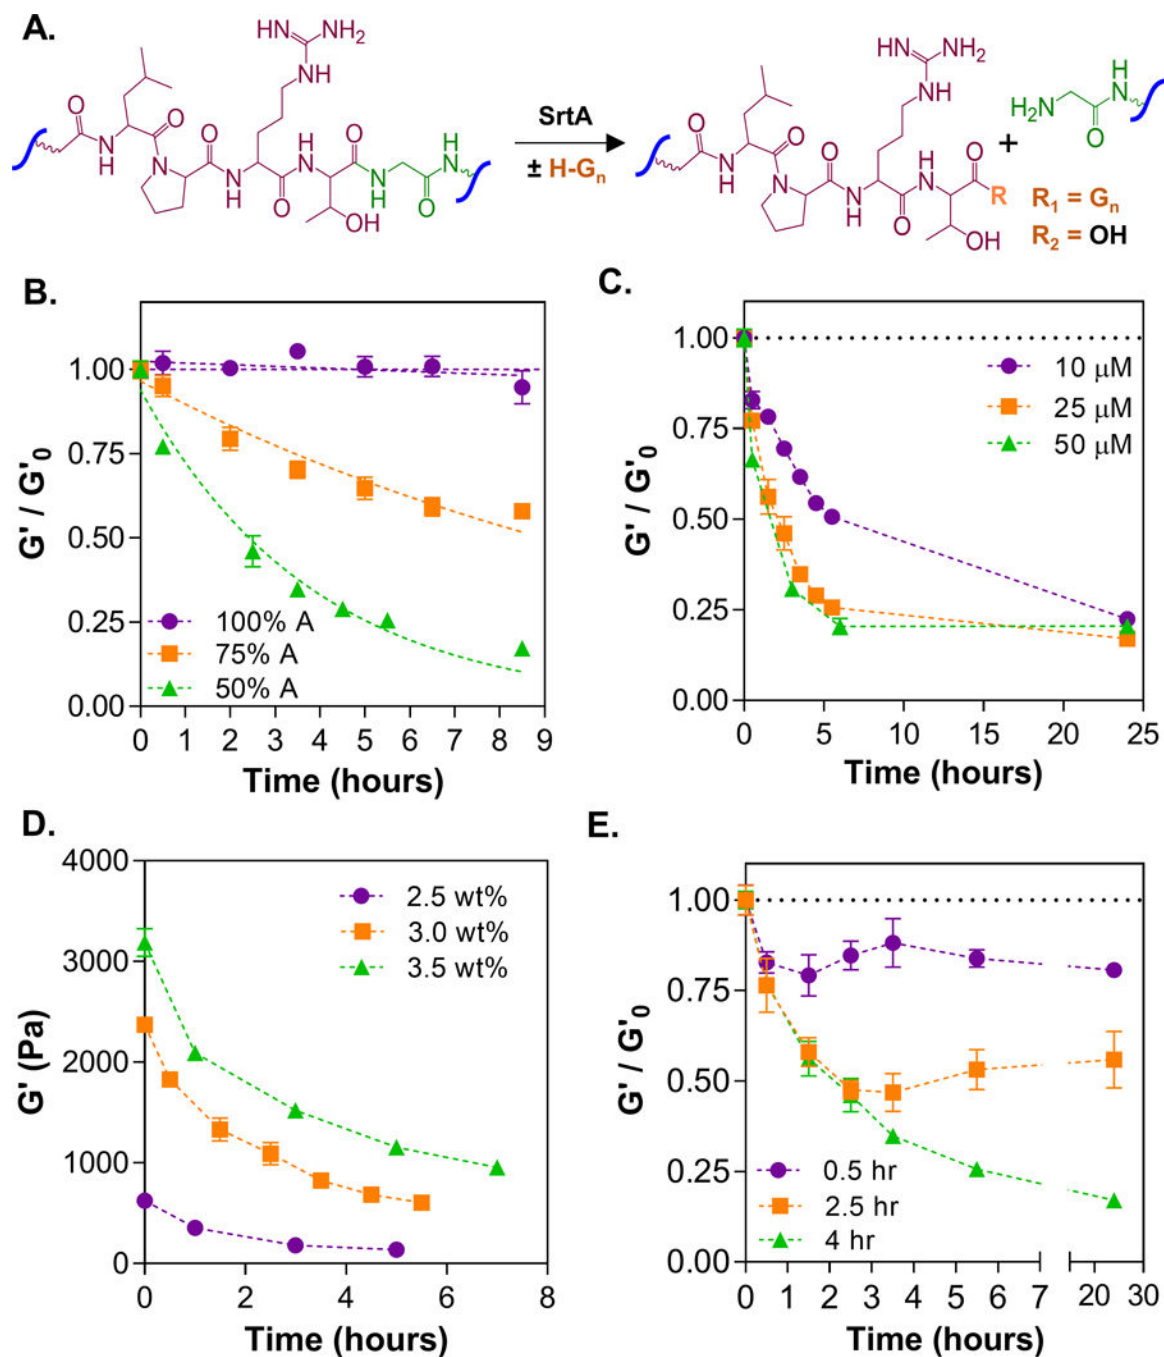 A.
HN
NH₂
NH
O
H
N
O
O
H
N
N
H
O
N
O
N
H
O
H
N
N
H
O
OH
SrtA
± H-Gₙ
HN
NH₂
NH
O
N
H
O
N
O
N
H
O
H
N
O
R
OH
+
H₂N
O
H
N
R₁ = Gₙ
R₂ = OH
B.
G' / G'₀
1.00
0.75
0.50
0.25
0.00
100% A
75% A
50% A
0 1 2 3 4 5 6 7 8 9
Time (hours)
C.
G' / G'₀
1.00
0.75
0.50
0.25
0.00
10 μM
25 μM
50 μM
0 5 10 15 20 25
Time (hours)
D.
G' (Pa)
4000
3000
2000
1000
0
2.5 wt%
3.0 wt%
3.5 wt%
0 2 4 6 8
Time (hours)
E.
G' / G'₀
1.00
0.75
0.50
0.25
0.00
0.5 hr
2.5 hr
4 hr
0 1 2 3 4 5 6 7 20 30
Time (hours)